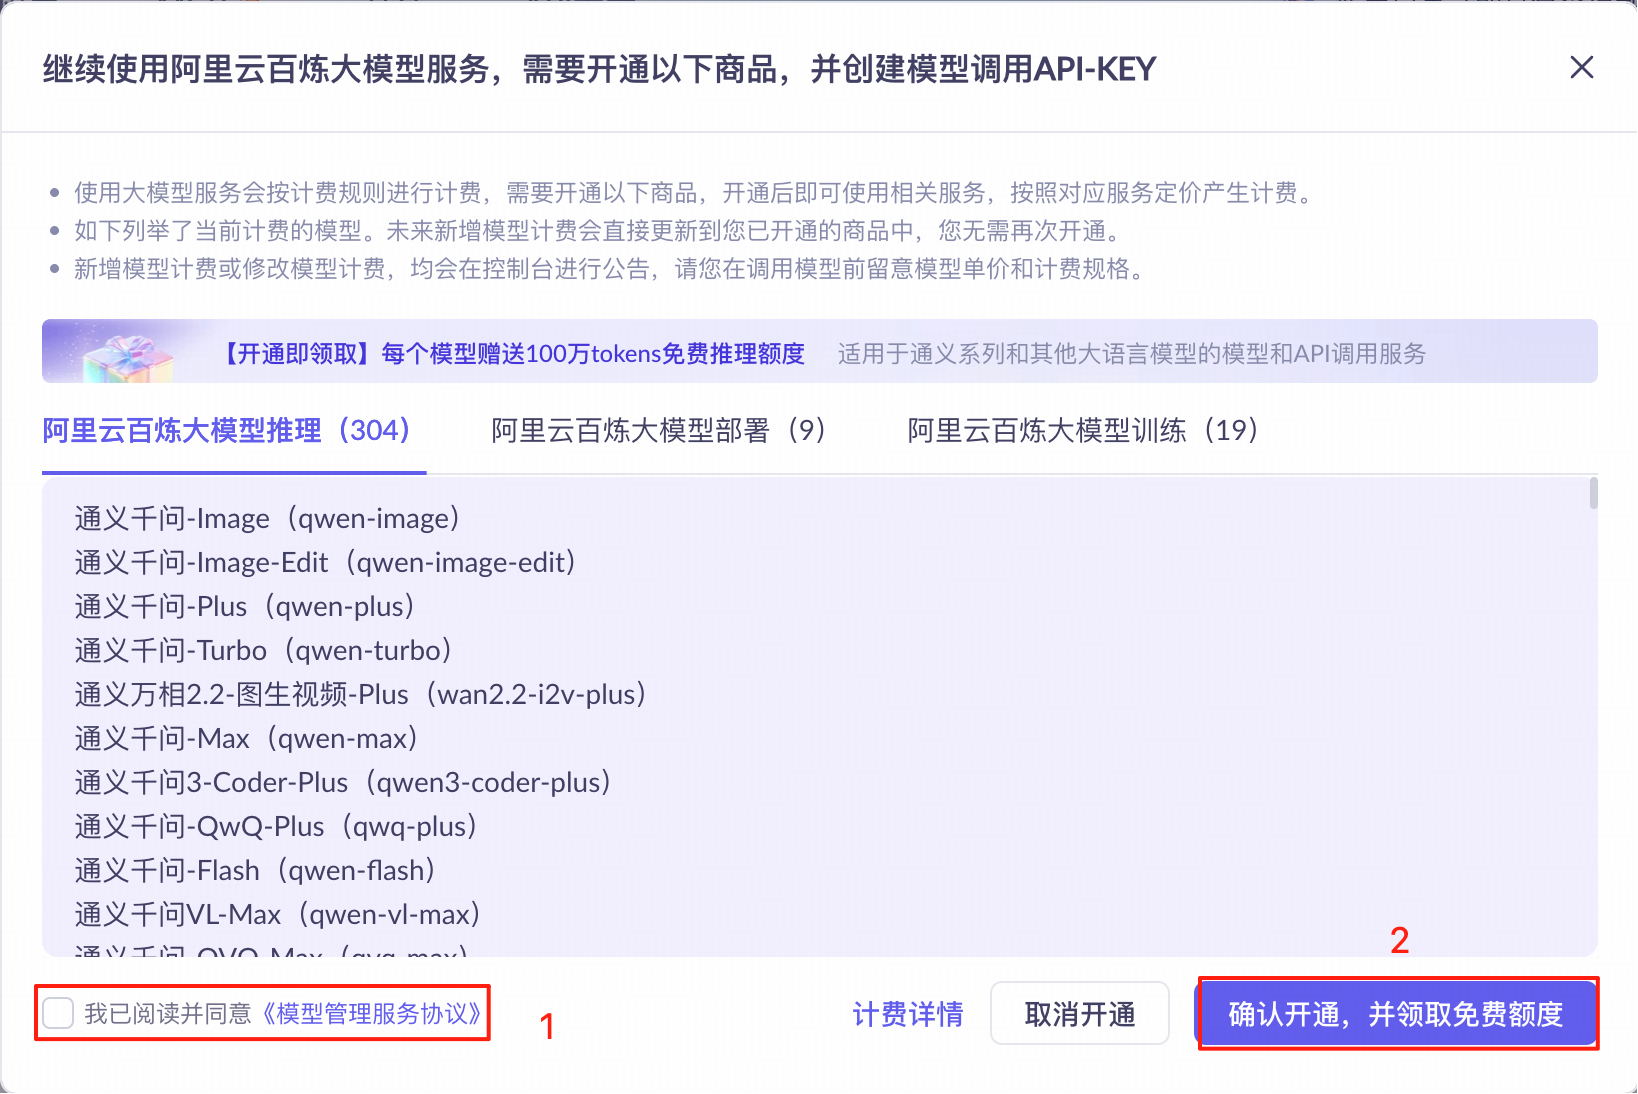 继续使用阿里云百炼大模型服务，需要开通以下商品，并创建模型调用API-KEY
使用大模型服务会按计费规则进行计费，需要开通以下商品，开通后即可使用相关服务，按照对应服务定价产生计费。
如下列举了当前计费的模型。未来新增模型计费会直接更新到您已开通的商品中，您无需再次开通。
新增模型计费或修改模型计费，均会在控制台进行公告，请您在调用模型前留意模型单价和计费规格。
【开通即领取】每个模型赠送100万tokens免费推理额度 适用于通义系列和其他大语言模型的模型和API调用服务
阿里云百炼大模型推理（304） 阿里云百炼大模型部署（9） 阿里云百炼大模型训练（19）
通义千问-Image（qwen-image）
通义千问-Image-Edit（qwen-image-edit）
通义千问-Plus（qwen-plus）
通义千问-Turbo（qwen-turbo）
通义万相2.2-图生视频-Plus（wan2.2-i2v-plus）
通义千问-Max（qwen-max）
通义千问3-Coder-Plus（qwen3-coder-plus）
通义千问-QwQ-Plus（qwq-plus）
通义千问-Flash（qwen-flash）
通义千问VL-Max（qwen-vl-max）
通义千问-QVQ-Max（qvq-max）
2
我已阅读并同意《模型管理服务协议》 1 计费详情 取消开通 确认开通，并领取免费额度